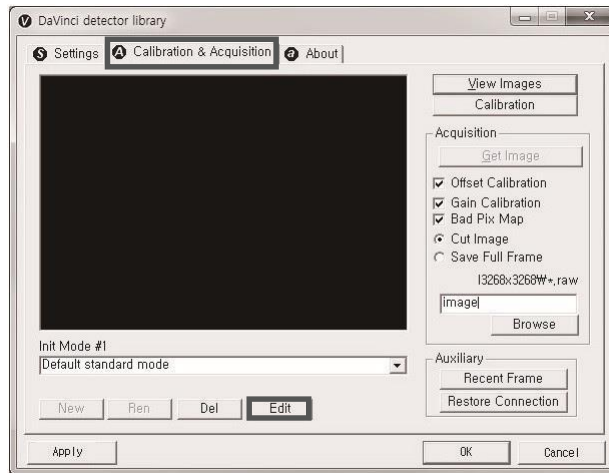 DaVinci detector library
Settings
Calibration & Acquisition
About
View Images
Calibration
Acquisition
Get Image
Offset Calibration
Gain Calibration
Bad Pix Map
Cut Image
Save Full Frame
I3268x3268₩*.raw
image
Browse
Init Mode #1
Default standard mode
Auxiliary
Recent Frame
Restore Connection
New
Ren
Del
Edit
Apply
OK
Cancel